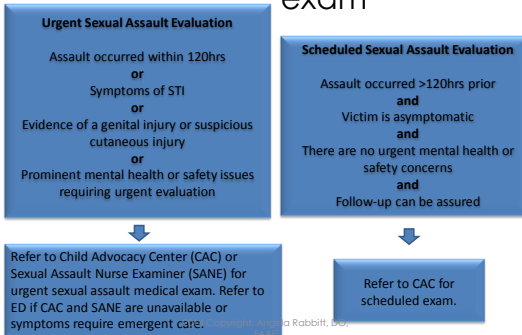 exam
Urgent Sexual Assault Evaluation
Assault occurred within 120hrs
or
Symptoms of STI
or
Evidence of a genital injury or suspicious
cutaneous injury
or
Prominent mental health or safety issues
requiring urgent evaluation
Refer to Child Advocacy Center (CAC) or
Sexual Assault Nurse Examiner (SANE) for
urgent sexual assault medical exam. Refer to
ED if CAC and SANE are unavailable or
symptoms require emergent care.
Scheduled Sexual Assault Evaluation
Assault occurred >120hrs prior
and
Victim is asymptomatic
and
There are no urgent mental health or
safety concerns
and
Follow-up can be assured
Refer to CAC for
scheduled exam.
Copyright: Angela Rabbitt, DO,